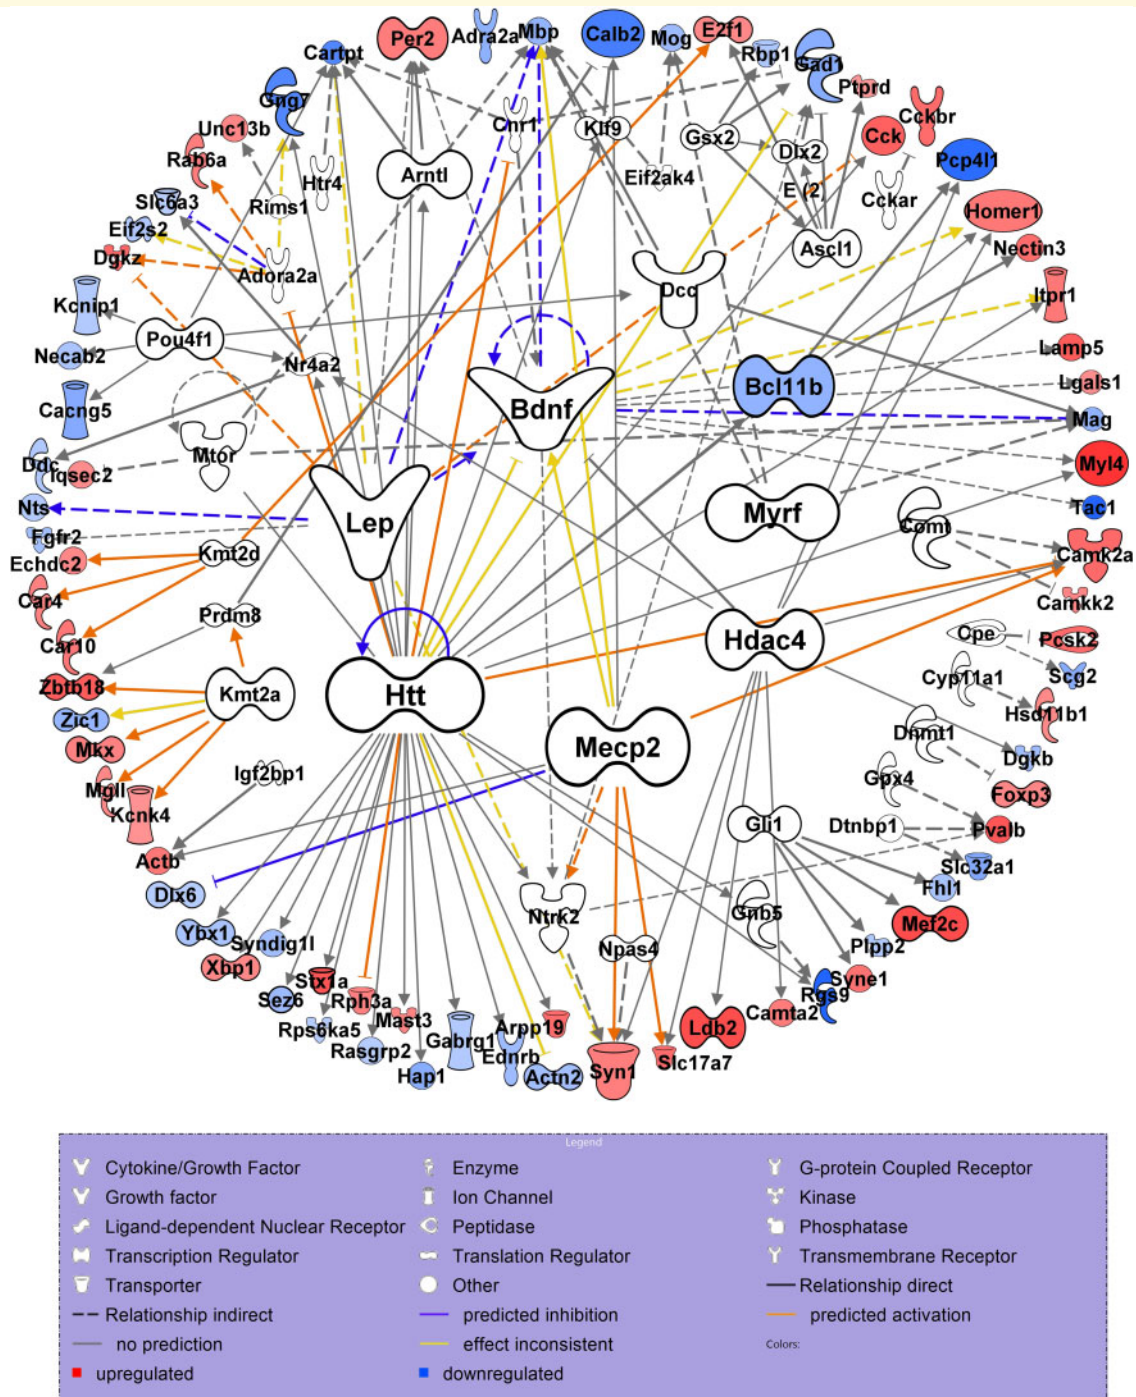 Per2
Adra2a
Mbp
Calb2
Mog
E2f1
Cartpt
Rbp1
Gad1
Gng7
Ptprd
Unc13b
Cnr1
Klf9
Gsx2
Dlx2
Cck
Cckbr
Rab6a
Htr4
Arntl
Eif2ak4
E (2)
Cckar
Pcp4l1
Slc6a3
Rims1
Homer1
Eif2s2
Ascl1
Nectin3
Dgkz
Adora2a
Dcc
Itpr1
Kcnip1
Pou4f1
Necab2
Nr4a2
Lamp5
Bcl11b
Lgals1
Cacng5
Bdnf
Mag
Mtor
Ddc
Iqsec2
Myl4
Nts
Lep
Myrf
Tac1
Fgfr2
Comt
Echdc2
Kmt2d
Camk2a
Car4
Prdm8
Camkk2
Car10
Hdac4
Cpe
Pcsk2
Zbtb18
Kmt2a
Htt
Cyp11a1
Scg2
Zic1
Hsd11b1
Mkx
Mecp2
Dnmt1
Dgkb
Mgll
Igf2bp1
Gpx4
Foxp3
Kcnk4
Gli1
Dtnbp1
Pvalb
Actb
Slc32a1
Dlx6
Fhl1
Ntrk2
Gnb5
Mef2c
Ybx1
Syndig1l
Npas4
Plpp2
Xbp1
Stx1a
Syne1
Sez6
Rph3a
Rgs9
Rps6ka5
Mast3
Camta2
Rasgrp2
Gabrg1
Arpp19
Ldb2
Hap1
Ednrb
Actn2
Syn1
Slc17a7
Legend
Cytokine/Growth Factor Enzyme G-protein Coupled Receptor
Growth factor Ion Channel Kinase
Ligand-dependent Nuclear Receptor Peptidase Phosphatase
Transcription Regulator Translation Regulator Transmembrane Receptor
Transporter Other Relationship direct
Relationship indirect predicted inhibition predicted activation
no prediction effect inconsistent Colors:
upregulated downregulated